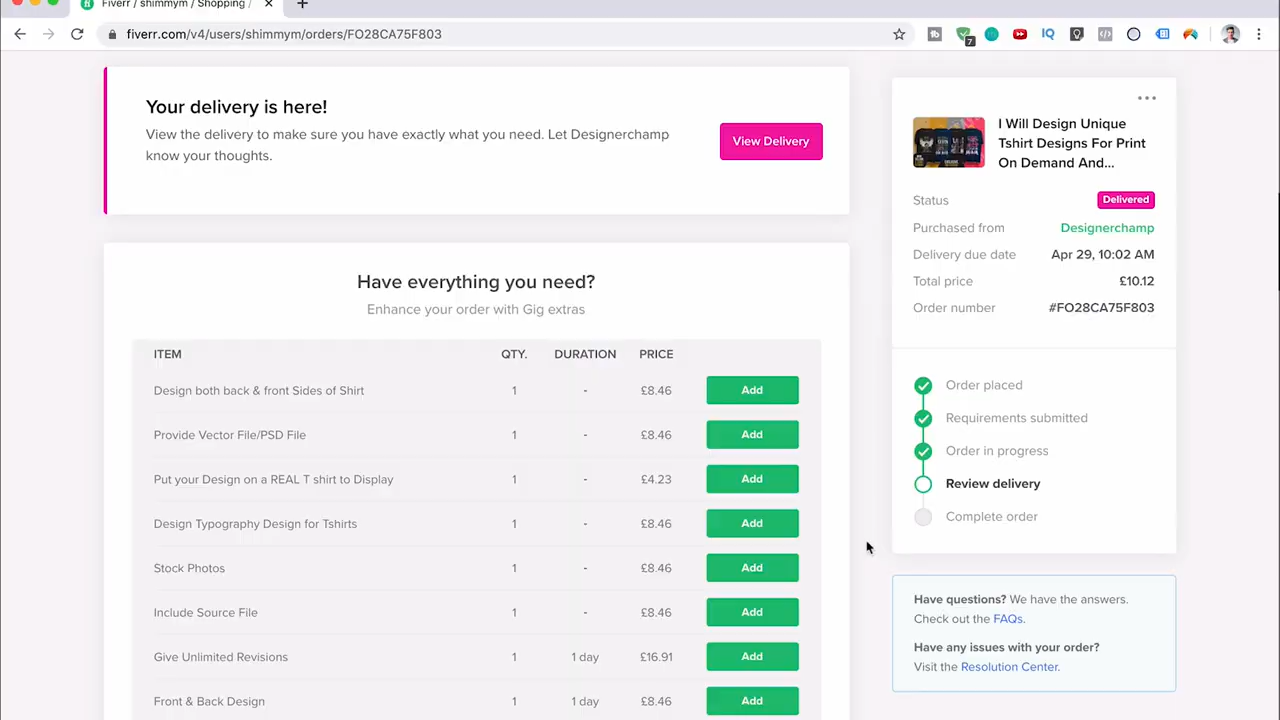 Fiverr / shimmym / Shopping /
fiverr.com/v4/users/shimmym/orders/FO28CA75F803
7
IQ
Your delivery is here!
View the delivery to make sure you have exactly what you need. Let Designerchamp
know your thoughts.
View Delivery
Have everything you need?
Enhance your order with Gig extras
ITEM QTY. DURATION PRICE
Design both back & front Sides of Shirt 1 - £8.46 Add
Provide Vector File/PSD File 1 - £8.46 Add
Put your Design on a REAL T shirt to Display 1 - £4.23 Add
Design Typography Design for Tshirts 1 - £8.46 Add
Stock Photos 1 - £8.46 Add
Include Source File 1 - £8.46 Add
Give Unlimited Revisions 1 1 day £16.91 Add
Front & Back Design 1 1 day £8.46 Add
I Will Design Unique
Tshirt Designs For Print
On Demand And...
Status Delivered
Purchased from Designerchamp
Delivery due date Apr 29, 10:02 AM
Total price £10.12
Order number #FO28CA75F803
Order placed
Requirements submitted
Order in progress
Review delivery
Complete order
Have questions? We have the answers.
Check out the FAQs.
Have any issues with your order?
Visit the Resolution Center.